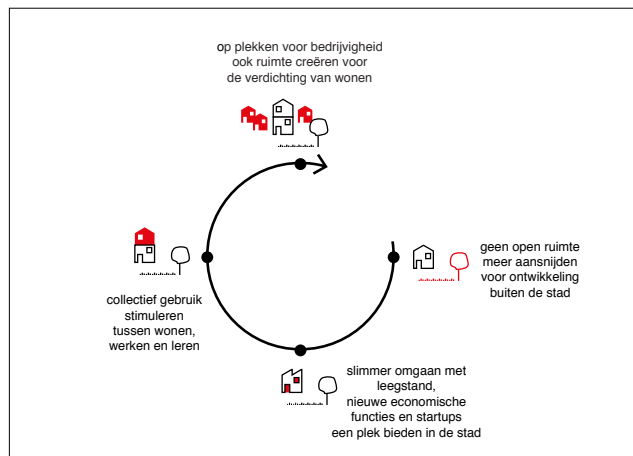 op plekken voor bedrijvigheid
ook ruimte creëren voor
de verdichting van wonen
geen open ruimte
meer aansnijden
voor ontwikkeling
buiten de stad
collectief gebruik
stimuleren
tussen wonen,
werken en leren
slimmer omgaan met
leegstand,
nieuwe economische
functies en startups
een plek bieden in de stad